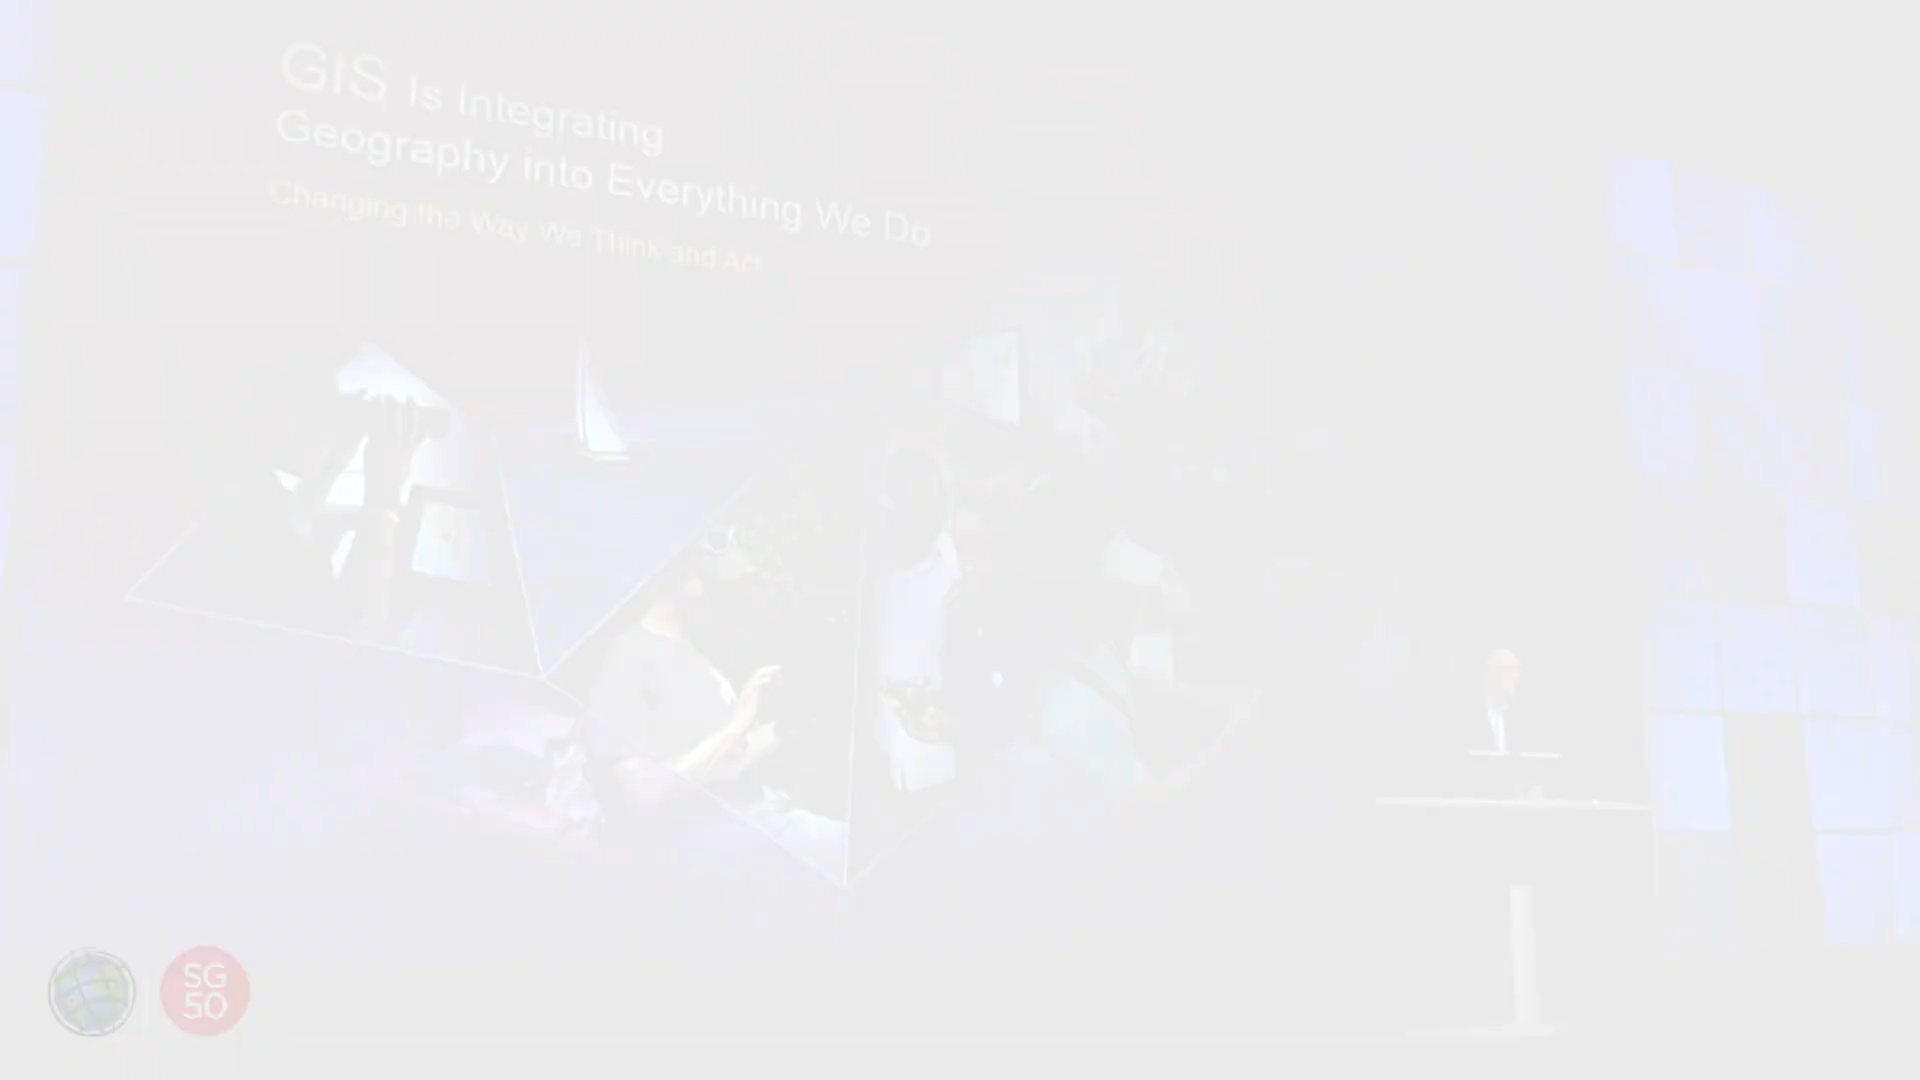 GIS Is Integrating
Geography into Everything We Do
Changing the Way We Think and Act
SG
50